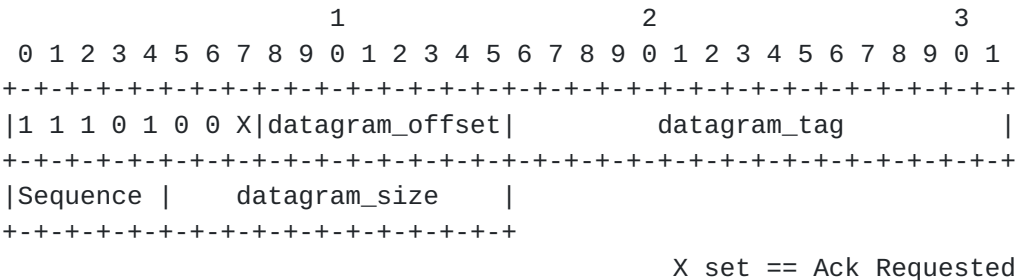 1                   2                   3
 0 1 2 3 4 5 6 7 8 9 0 1 2 3 4 5 6 7 8 9 0 1 2 3 4 5 6 7 8 9 0 1
+-+-+-+-+-+-+-+-+-+-+-+-+-+-+-+-+-+-+-+-+-+-+-+-+-+-+-+-+-+-+-+-+
|1 1 1 0 1 0 0 X|datagram_offset|         datagram_tag          |
+-+-+-+-+-+-+-+-+-+-+-+-+-+-+-+-+-+-+-+-+-+-+-+-+-+-+-+-+-+-+-+-+
|Sequence |    datagram_size    |
+-+-+-+-+-+-+-+-+-+-+-+-+-+-+-+-+
                                           X set == Ack Requested